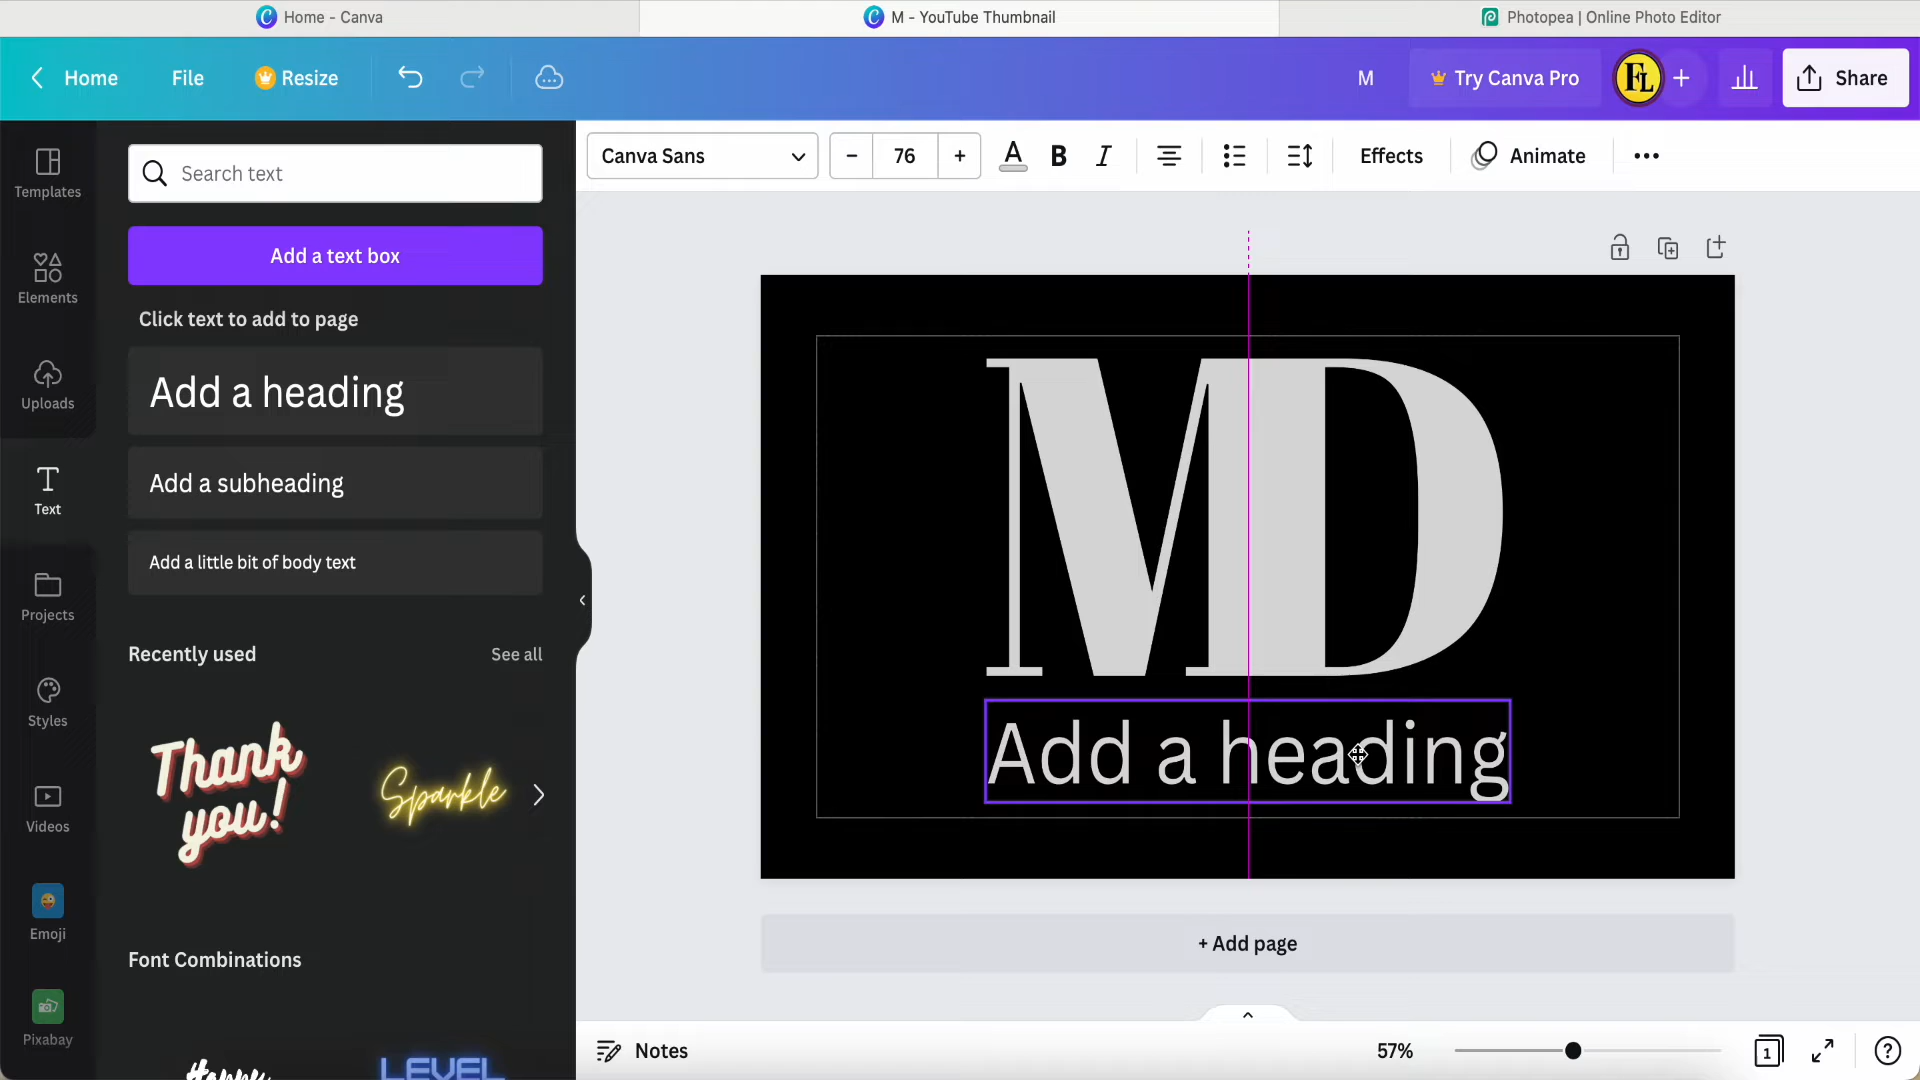 Home - Canva
M - YouTube Thumbnail
Photopea | Online Photo Editor
Home
File
Resize
M
Try Canva Pro
FL
Share
Templates
Elements
Uploads
Text
Projects
Styles
Videos
Emoji
Pixabay
Search text
Add a text box
Click text to add to page
Add a heading
Add a subheading
Add a little bit of body text
Recently used
See all
Thank
you!
Sparkle
Font Combinations
Happy
LEVEL
Canva Sans
- 76 +
A B I
Effects
Animate
MD
Add a heading
+ Add page
Notes
57%
1
?